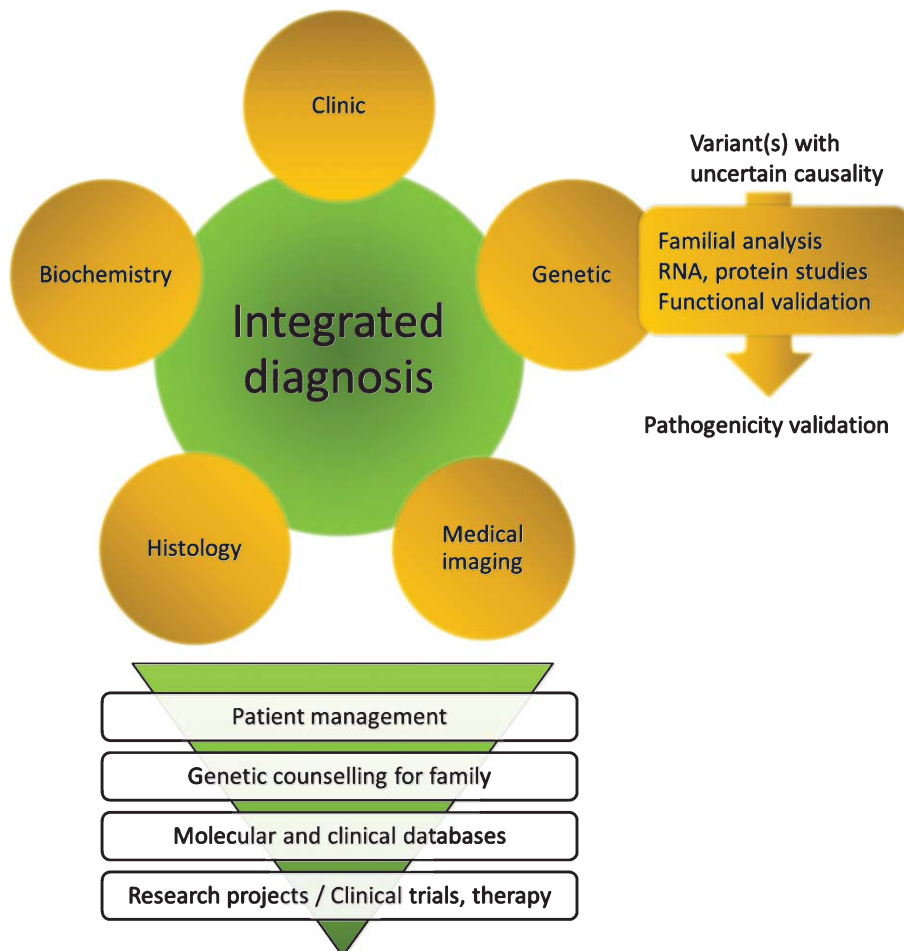 Clinic
Variant(s) with
uncertain causality
Biochemistry
Genetic
Familial analysis
RNA, protein studies
Functional validation
Integrated
diagnosis
Pathogenicity validation
Histology
Medical
imaging
Patient management
Genetic counselling for family
Molecular and clinical databases
Research projects / Clinical trials, therapy